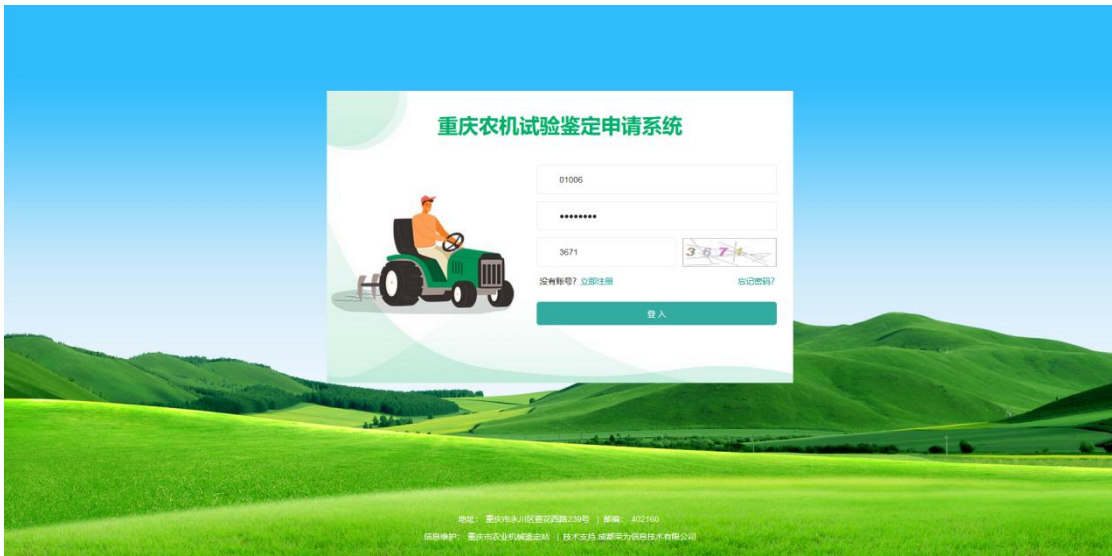 重庆农机试验鉴定申请系统
01006
••••••••
3671 3671
没有账号？立即注册 忘记密码?
登 入
地址： 重庆市永川区萱花西路239号 | 邮编： 402160
信息维护： 重庆市农业机械鉴定站 | 技术支持 成都荣为信息技术有限公司